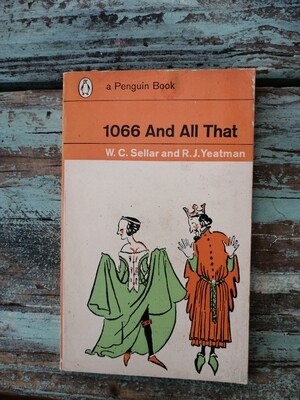 a Penguin Book
1066 And All That
W. C. Sellar and R. J. Yeatman